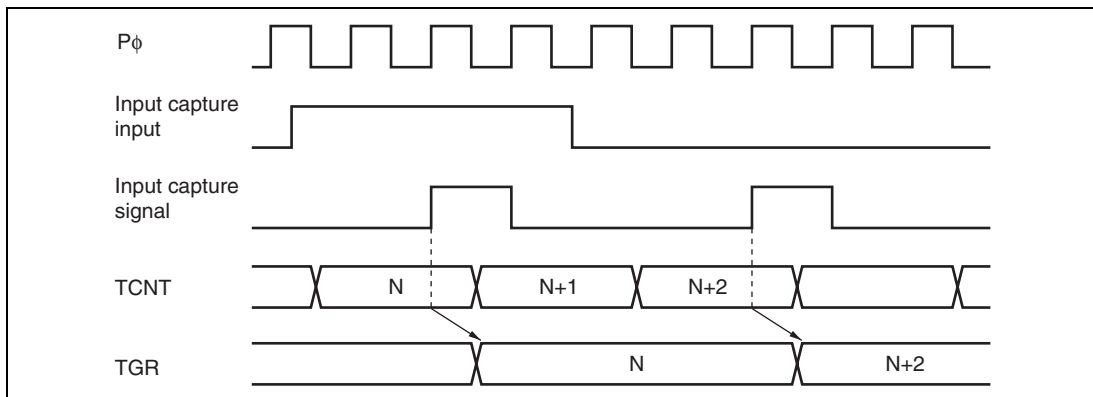 Pϕ
Input capture
input
Input capture
signal
TCNT
N
N+1
N+2
TGR
N
N+2